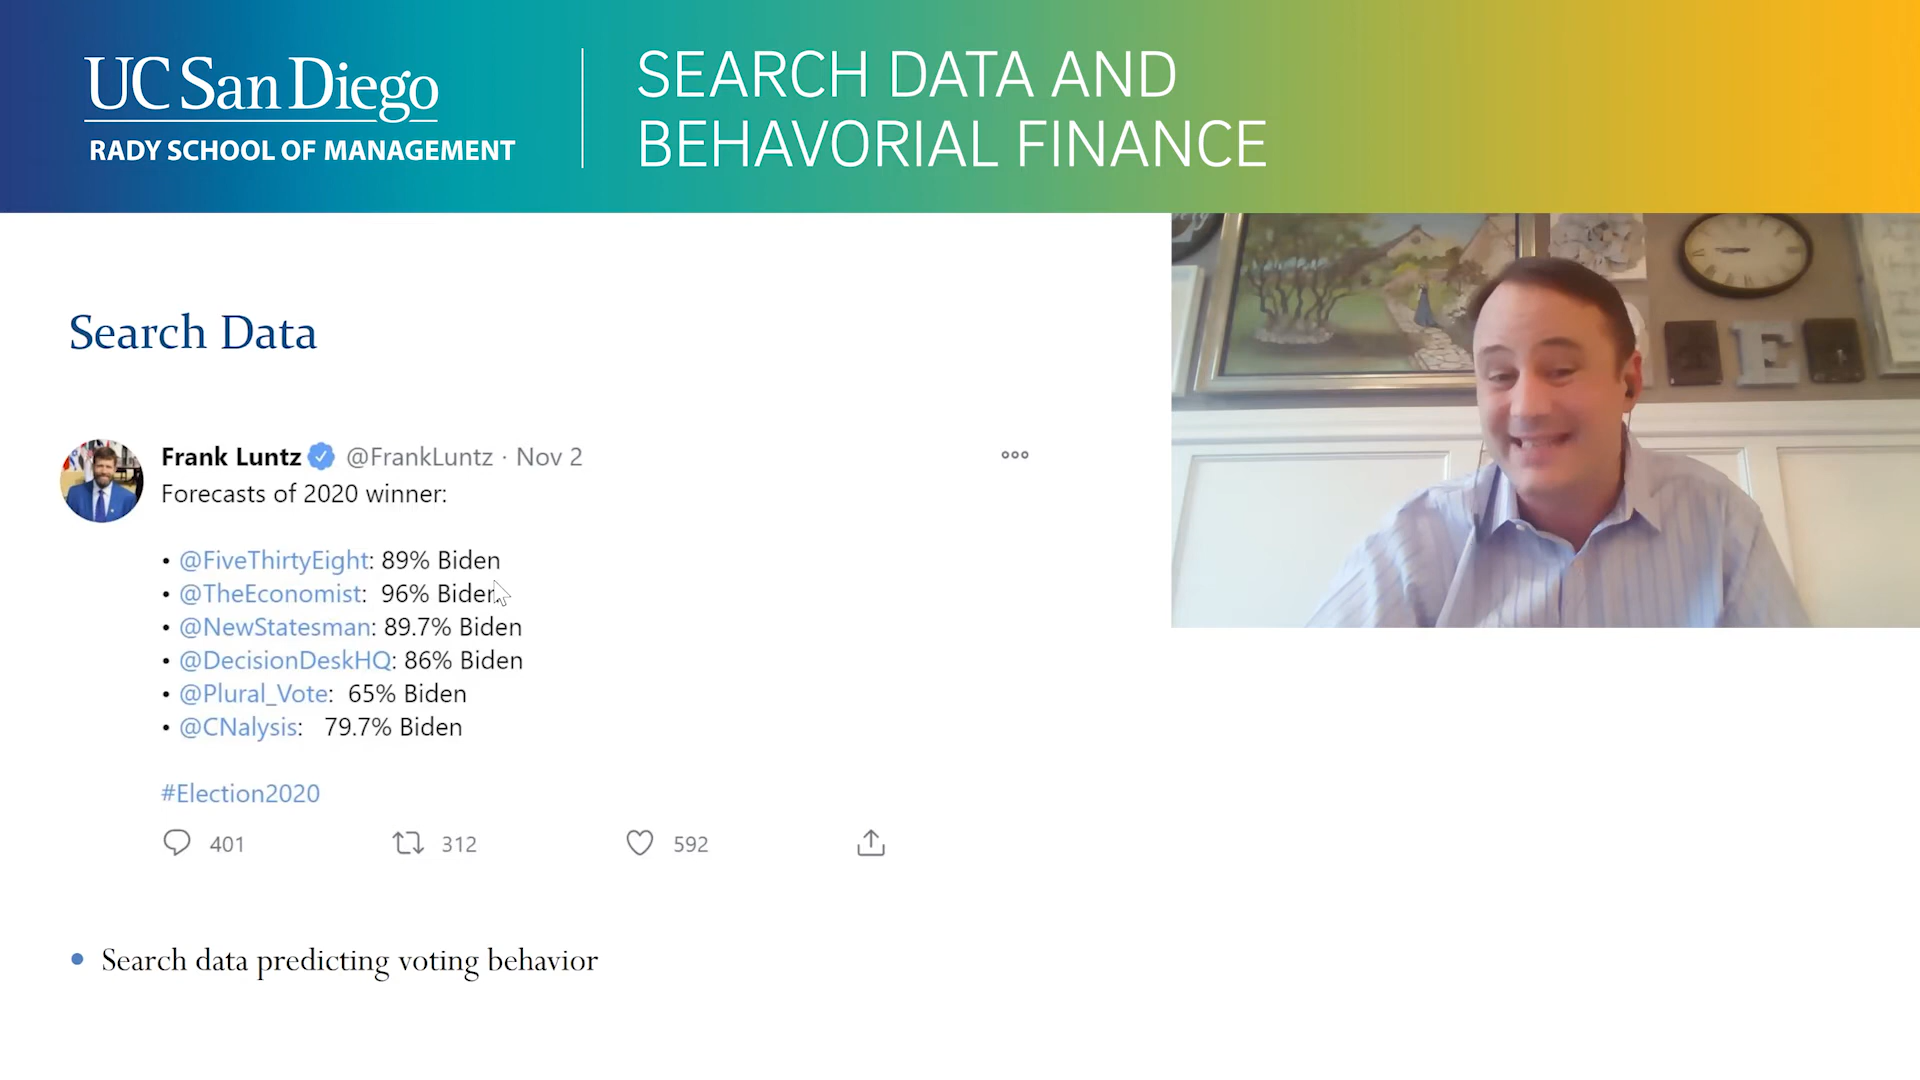 UC San Diego
RADY SCHOOL OF MANAGEMENT
SEARCH DATA AND
BEHAVORIAL FINANCE
Search Data
Frank Luntz @FrankLuntz · Nov 2
Forecasts of 2020 winner:
• @FiveThirtyEight: 89% Biden
• @TheEconomist: 96% Biden
• @NewStatesman: 89.7% Biden
• @DecisionDeskHQ: 86% Biden
• @Plural_Vote: 65% Biden
• @CNalysis: 79.7% Biden
#Election2020
401 312 592
• Search data predicting voting behavior
E